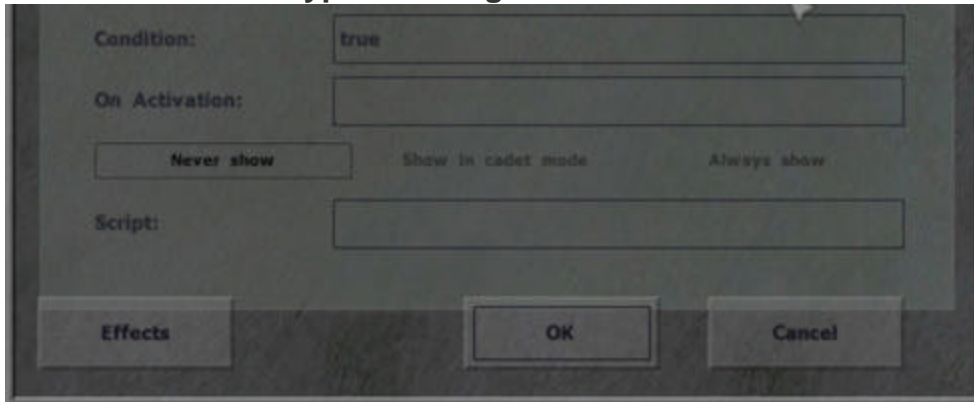 Condition: true
On Activation:
Never show Show in cadet mode Always show
Script:
Effects OK Cancel